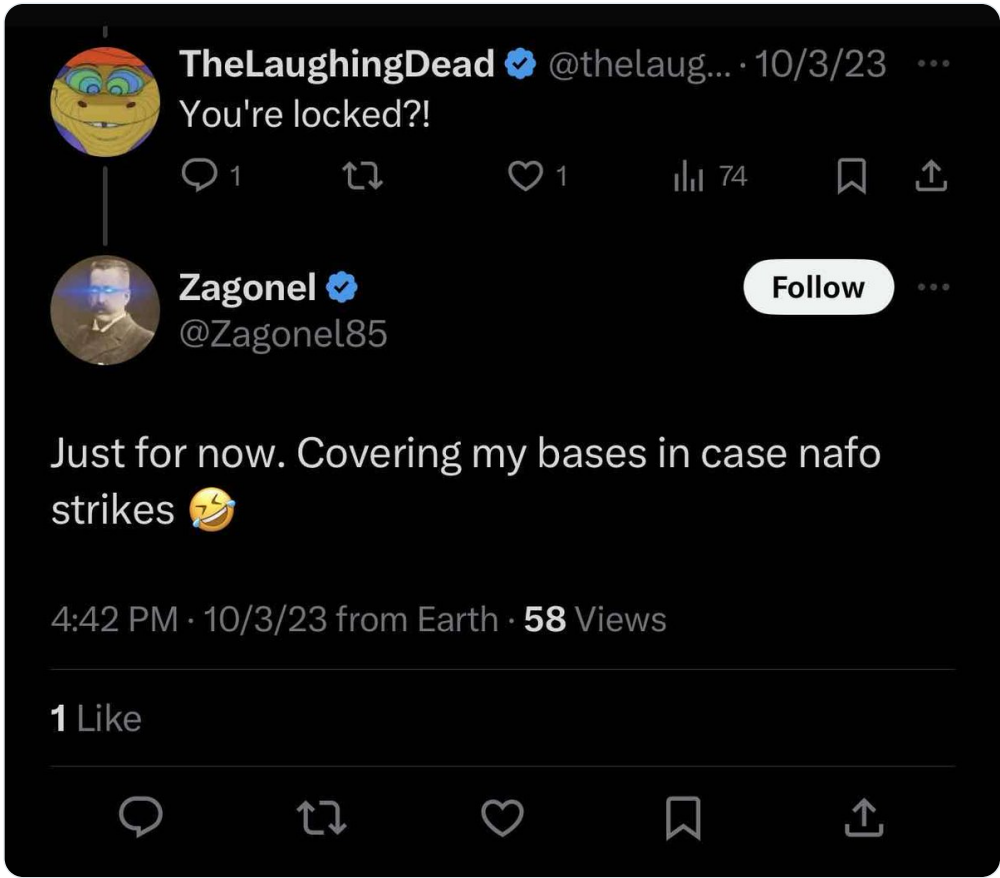 TheLaughingDead @thelaug... · 10/3/23
You're locked?!
1 1 74
Zagonel
Follow
@Zagonel85
Just for now. Covering my bases in case nafo
strikes 🤣
4:42 PM · 10/3/23 from Earth · 58 Views
1 Like